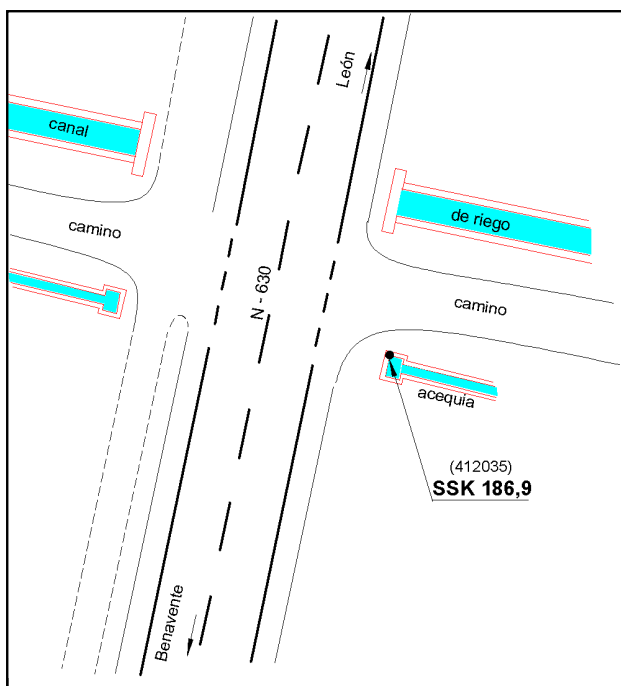 León
canal
de riego
camino
N - 630
camino
acequia
(412035)
SSK 186,9
Benavente